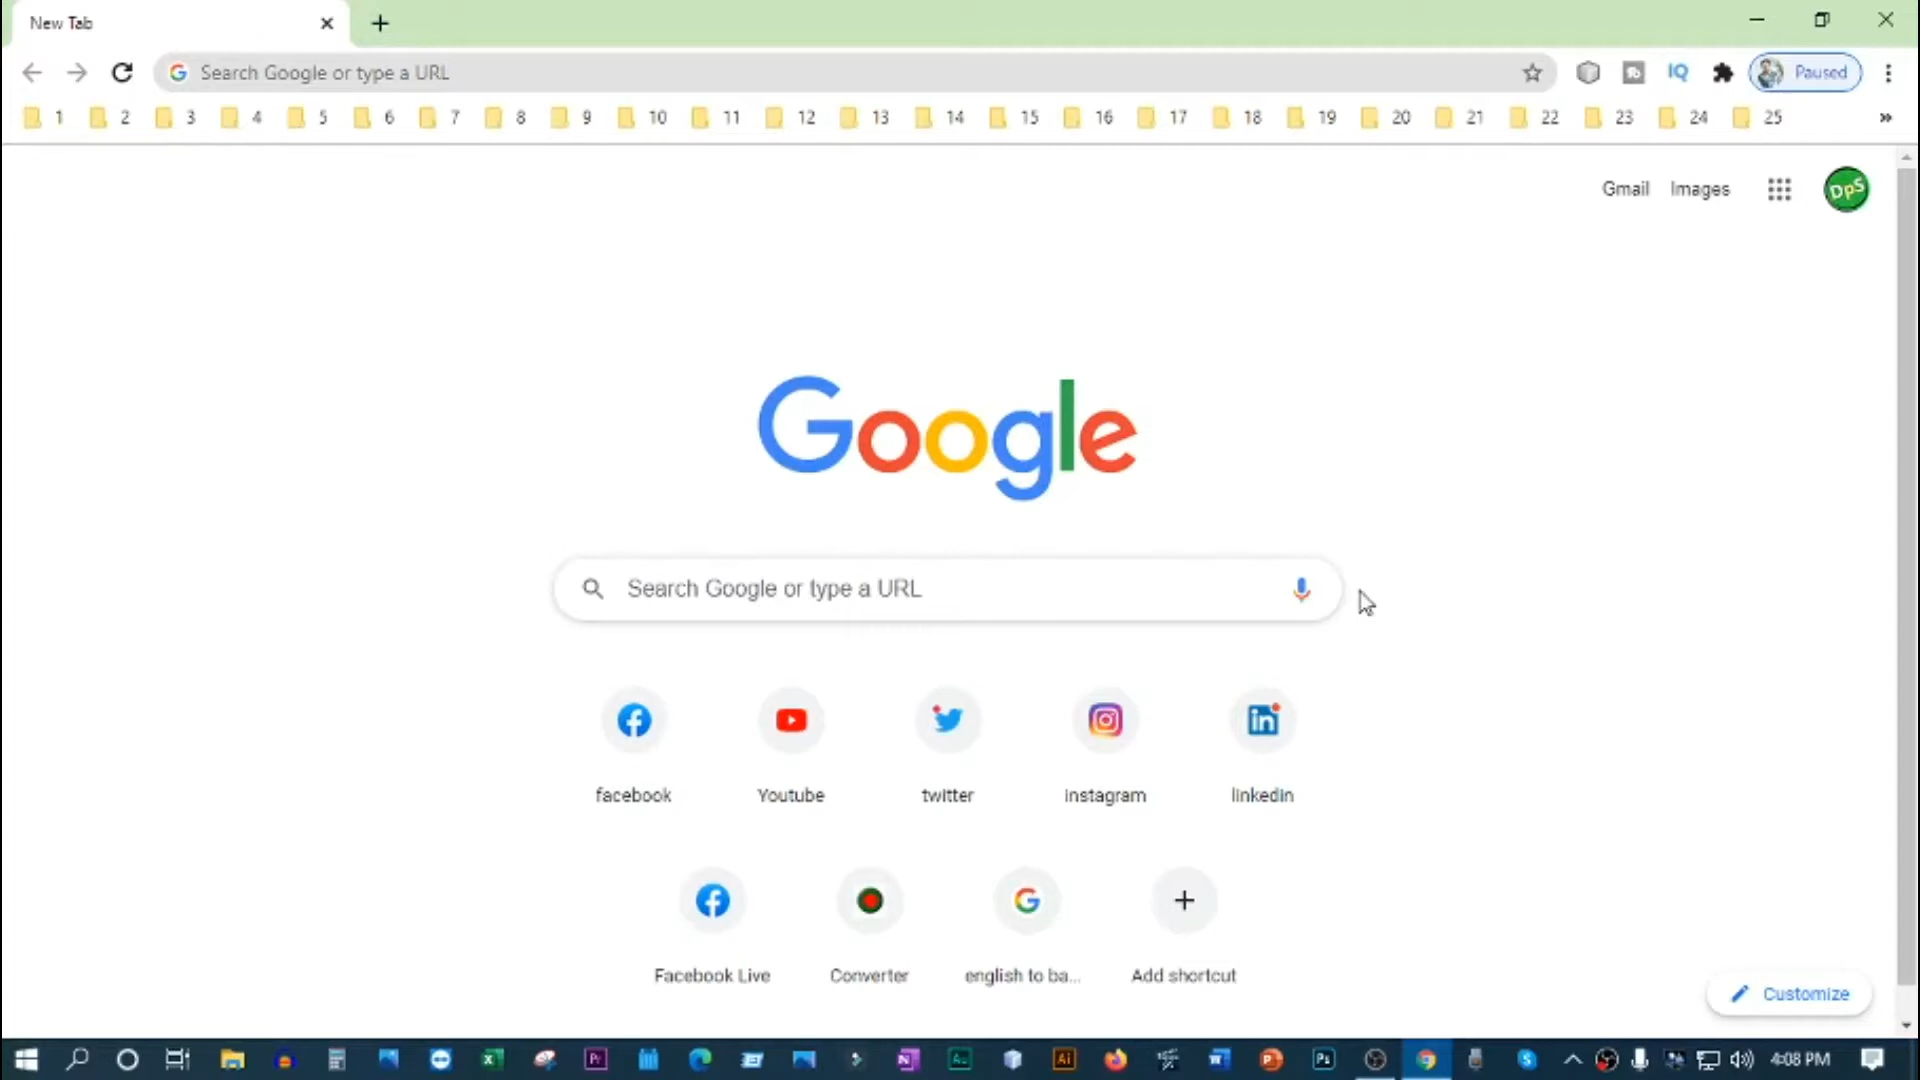 New Tab
Search Google or type a URL
Paused
1 2 3 4 5 6 7 8 9 10 11 12 13 14 15 16 17 18 19 20 21 22 23 24 25 »
Gmail Images
DpS
Google
Search Google or type a URL
facebook Youtube twitter instagram linkedin
Facebook Live Converter english to ba... Add shortcut
Customize
4:08 PM